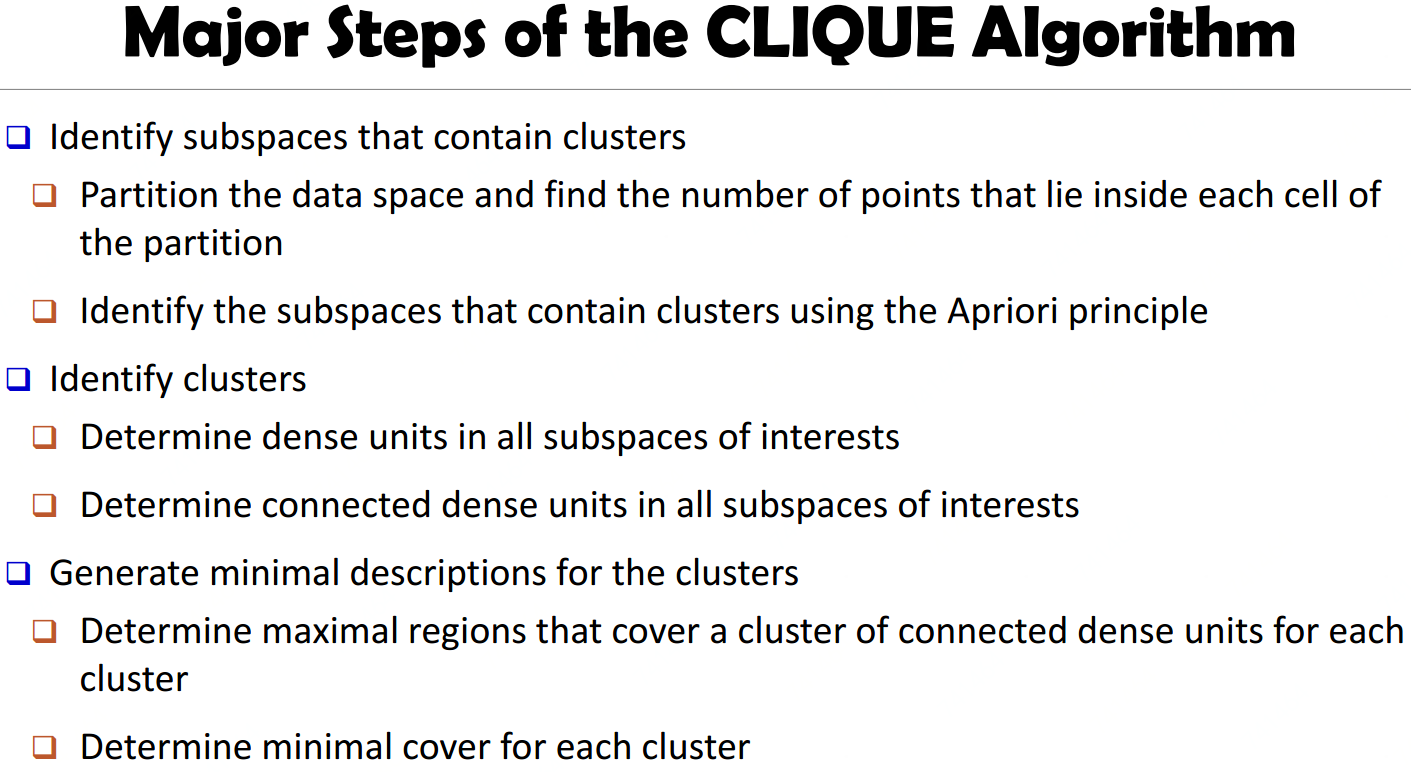 Major Steps of the CLIQUE Algorithm
Identify subspaces that contain clusters
Partition the data space and find the number of points that lie inside each cell of
the partition
Identify the subspaces that contain clusters using the Apriori principle
Identify clusters
Determine dense units in all subspaces of interests
Determine connected dense units in all subspaces of interests
Generate minimal descriptions for the clusters
Determine maximal regions that cover a cluster of connected dense units for each
cluster
Determine minimal cover for each cluster